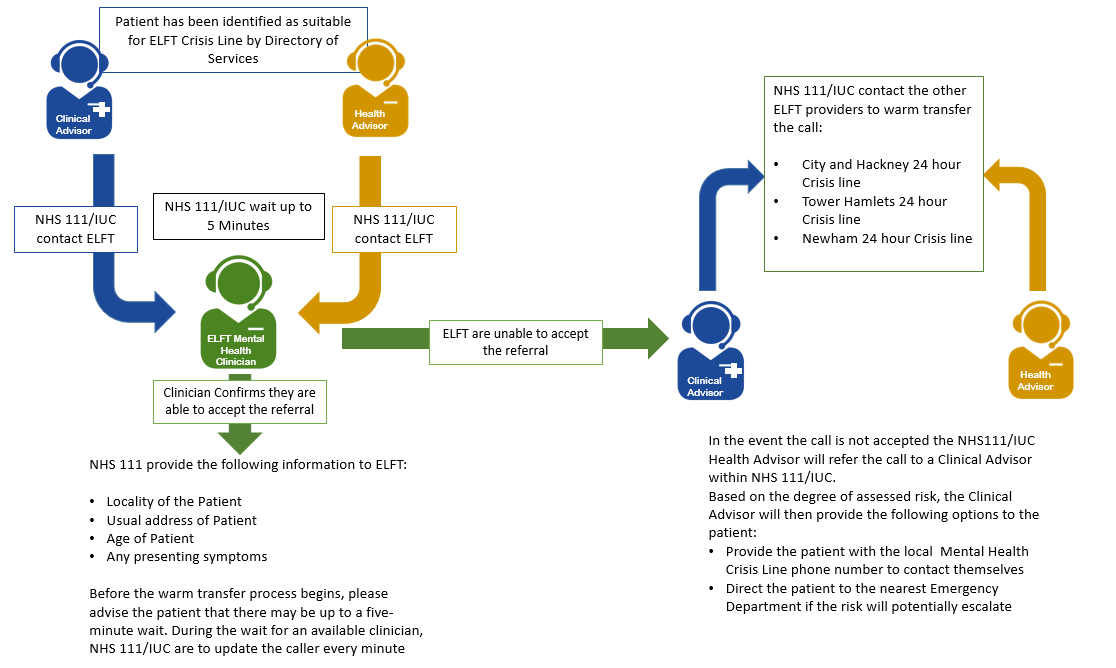 Patient has been identified as suitable
for ELFT Crisis Line by Directory of
Services
Clinical
Advisor
Health
Advisor
NHS 111/IUC
contact ELFT
NHS 111/IUC wait up to
5 Minutes
NHS 111/IUC
contact ELFT
ELFT Mental
Health
Clinician
Clinician Confirms they are
able to accept the referral
NHS 111 provide the following information to ELFT:
• Locality of the Patient
• Usual address of Patient
• Age of Patient
• Any presenting symptoms
Before the warm transfer process begins, please
advise the patient that there may be up to a five-
minute wait. During the wait for an available clinician,
NHS 111/IUC are to update the caller every minute
ELFT are unable to accept
the referral
NHS 111/IUC contact the other
ELFT providers to warm transfer
the call:
• City and Hackney 24 hour
Crisis line
• Tower Hamlets 24 hour
Crisis line
• Newham 24 hour Crisis line
Clinical
Advisor
Health
Advisor
In the event the call is not accepted the NHS111/IUC
Health Advisor will refer the call to a Clinical Advisor
within NHS 111/IUC.
Based on the degree of assessed risk, the Clinical
Advisor will then provide the following options to the
patient:
• Provide the patient with the local  Mental Health
Crisis Line phone number to contact themselves
• Direct the patient to the nearest Emergency
Department if the risk will potentially escalate